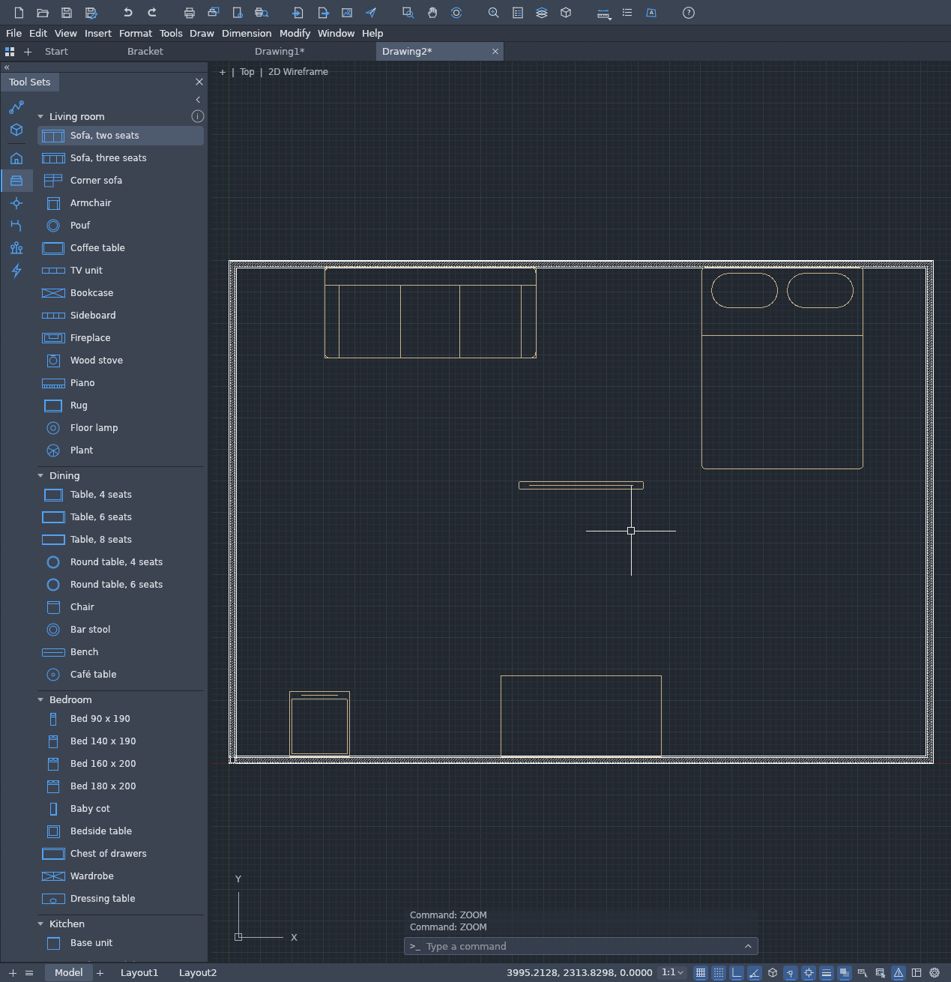 File Edit View Insert Format Tools Draw Dimension Modify Window Help
+ Start Bracket Drawing1* Drawing2* ×
«
+ | Top | 2D Wireframe
Tool Sets ×
Living room
Sofa, two seats
Sofa, three seats
Corner sofa
Armchair
Pouf
Coffee table
TV unit
Bookcase
Sideboard
Fireplace
Wood stove
Piano
Rug
Floor lamp
Plant
Dining
Table, 4 seats
Table, 6 seats
Table, 8 seats
Round table, 4 seats
Round table, 6 seats
Chair
Bar stool
Bench
Café table
Bedroom
Bed 90 x 190
Bed 140 x 190
Bed 160 x 200
Bed 180 x 200
Baby cot
Bedside table
Chest of drawers
Wardrobe
Dressing table
Kitchen
Base unit
Y
X
Command: ZOOM
Command: ZOOM
>_ Type a command
+ Model + Layout1 Layout2 3995.2128, 2313.8298, 0.0000 1:1